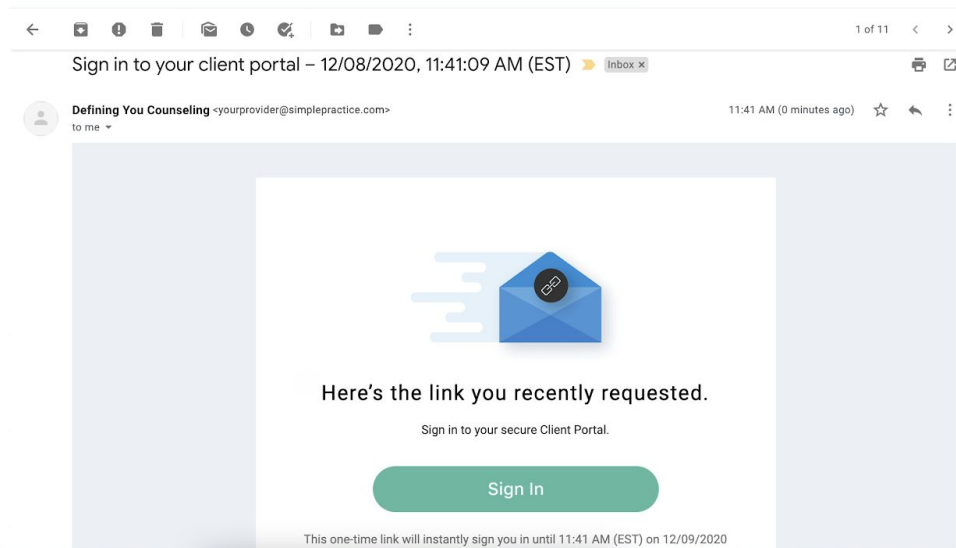 1 of 11
Sign in to your client portal – 12/08/2020, 11:41:09 AM (EST) Inbox ×
Defining You Counseling <yourprovider@simplepractice.com> 11:41 AM (0 minutes ago)
to me
Here's the link you recently requested.
Sign in to your secure Client Portal.
Sign In
This one-time link will instantly sign you in until 11:41 AM (EST) on 12/09/2020